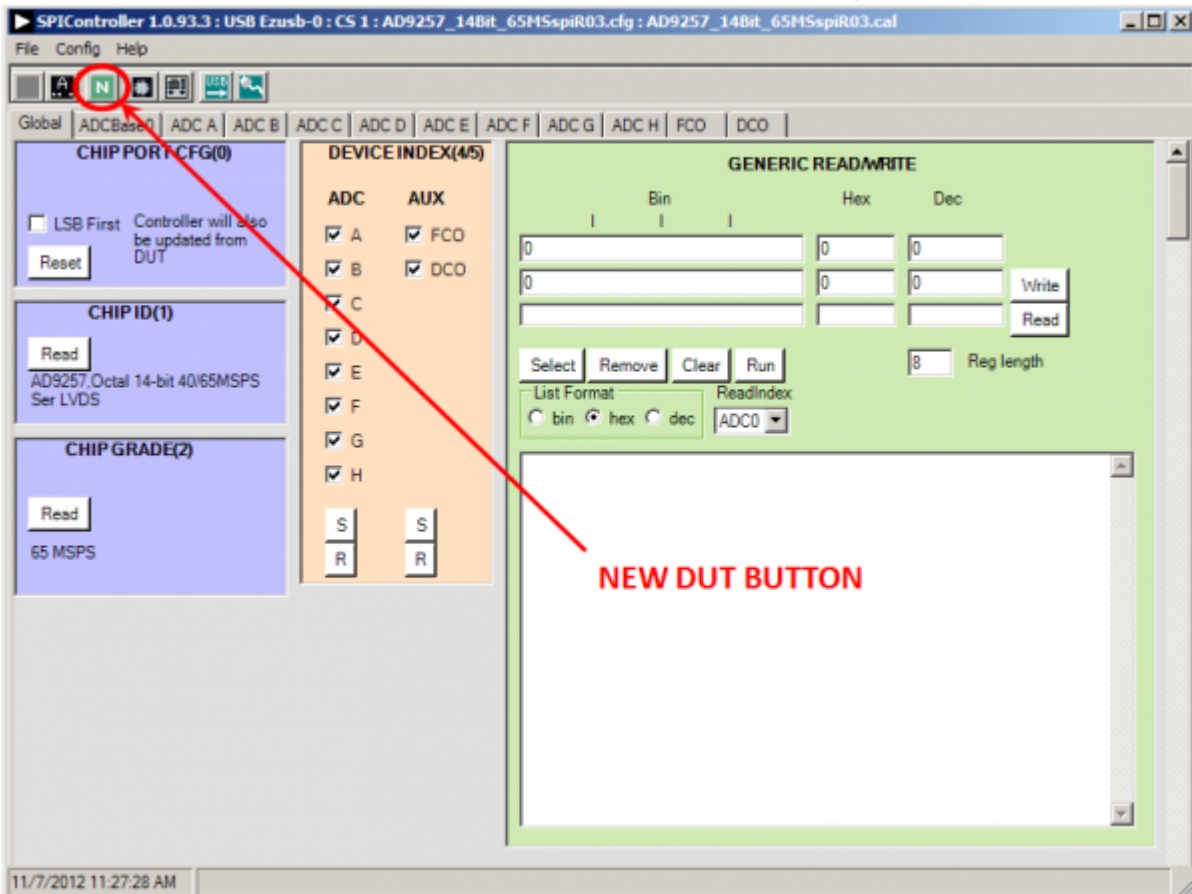 SPIController 1.0.93.3 : USB Ezusb-0 : CS 1 : AD9257_14Bit_65MSspiR03.cfg : AD9257_14Bit_65MSspiR03.cal
File Config Help
A N USB
Global ADCBase0 ADC A ADC B ADC C ADC D ADC E ADC F ADC G ADC H FCO DCO
CHIP PORT CFG(0)
LSB First Controller will also
be updated from
DUT
Reset
CHIP ID(1)
Read
AD9257,Octal 14-bit 40/65MSPS
Ser LVDS
CHIP GRADE(2)
Read
65 MSPS
DEVICE INDEX(4/5)
ADC AUX
A FCO
B DCO
C
D
E
F
G
H
S S
R R
GENERIC READ/WRITE
Bin Hex Dec
0 0 0
0 0 0 Write
Read
Select Remove Clear Run 8 Reg length
List Format ReadIndex
bin hex dec ADC0
NEW DUT BUTTON
11/7/2012 11:27:28 AM